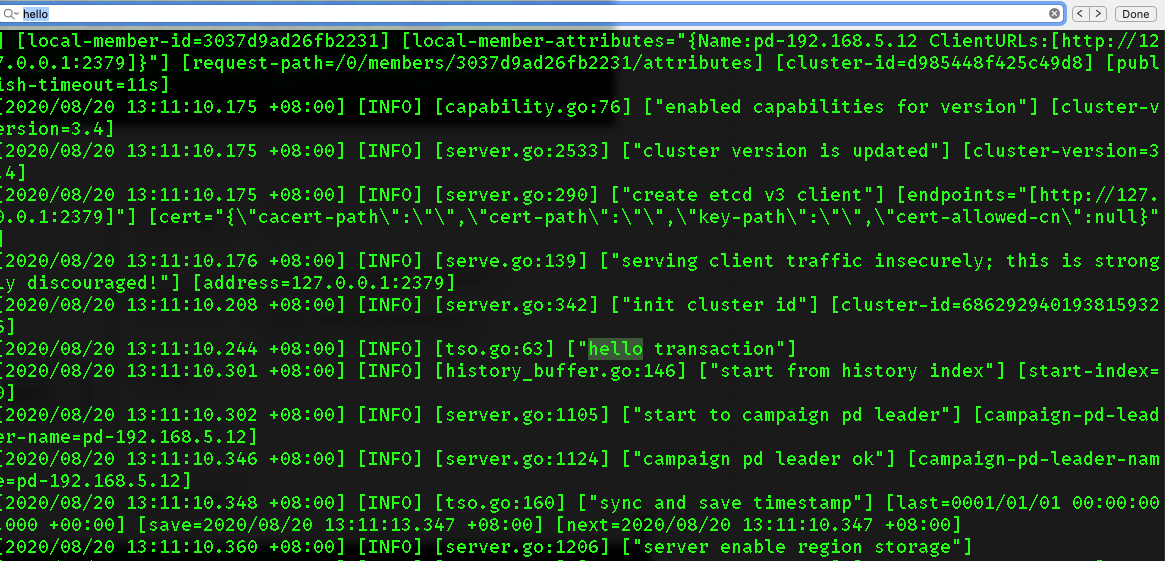 hello
Done
] [local-member-id=3037d9ad26fb2231] [local-member-attributes="{Name:pd-192.168.5.12 ClientURLs:[http://12
7.0.0.1:2379]}"] [request-path=/0/members/3037d9ad26fb2231/attributes] [cluster-id=d985448f425c49d8] [publ
ish-timeout=11s]
[2020/08/20 13:11:10.175 +08:00] [INFO] [capability.go:76] ["enabled capabilities for version"] [cluster-v
ersion=3.4]
[2020/08/20 13:11:10.175 +08:00] [INFO] [server.go:2533] ["cluster version is updated"] [cluster-version=3
.4]
[2020/08/20 13:11:10.175 +08:00] [INFO] [server.go:290] ["create etcd v3 client"] [endpoints="[http://127.
0.0.1:2379]"] [cert="{\"cacert-path\":\"\",\"cert-path\":\"\",\"key-path\":\"\",\"cert-allowed-cn\":null}"
]
[2020/08/20 13:11:10.176 +08:00] [INFO] [serve.go:139] ["serving client traffic insecurely; this is strong
ly discouraged!"] [address=127.0.0.1:2379]
[2020/08/20 13:11:10.208 +08:00] [INFO] [server.go:342] ["init cluster id"] [cluster-id=686292940193815932
6]
[2020/08/20 13:11:10.244 +08:00] [INFO] [tso.go:63] ["hello transaction"]
[2020/08/20 13:11:10.301 +08:00] [INFO] [history_buffer.go:146] ["start from history index"] [start-index=
0]
[2020/08/20 13:11:10.302 +08:00] [INFO] [server.go:1105] ["start to campaign pd leader"] [campaign-pd-lead
er-name=pd-192.168.5.12]
[2020/08/20 13:11:10.346 +08:00] [INFO] [server.go:1124] ["campaign pd leader ok"] [campaign-pd-leader-nam
e=pd-192.168.5.12]
[2020/08/20 13:11:10.348 +08:00] [INFO] [tso.go:160] ["sync and save timestamp"] [last=0001/01/01 00:00:00
.000 +00:00] [save=2020/08/20 13:11:13.347 +08:00] [next=2020/08/20 13:11:10.347 +08:00]
[2020/08/20 13:11:10.360 +08:00] [INFO] [server.go:1206] ["server enable region storage"]